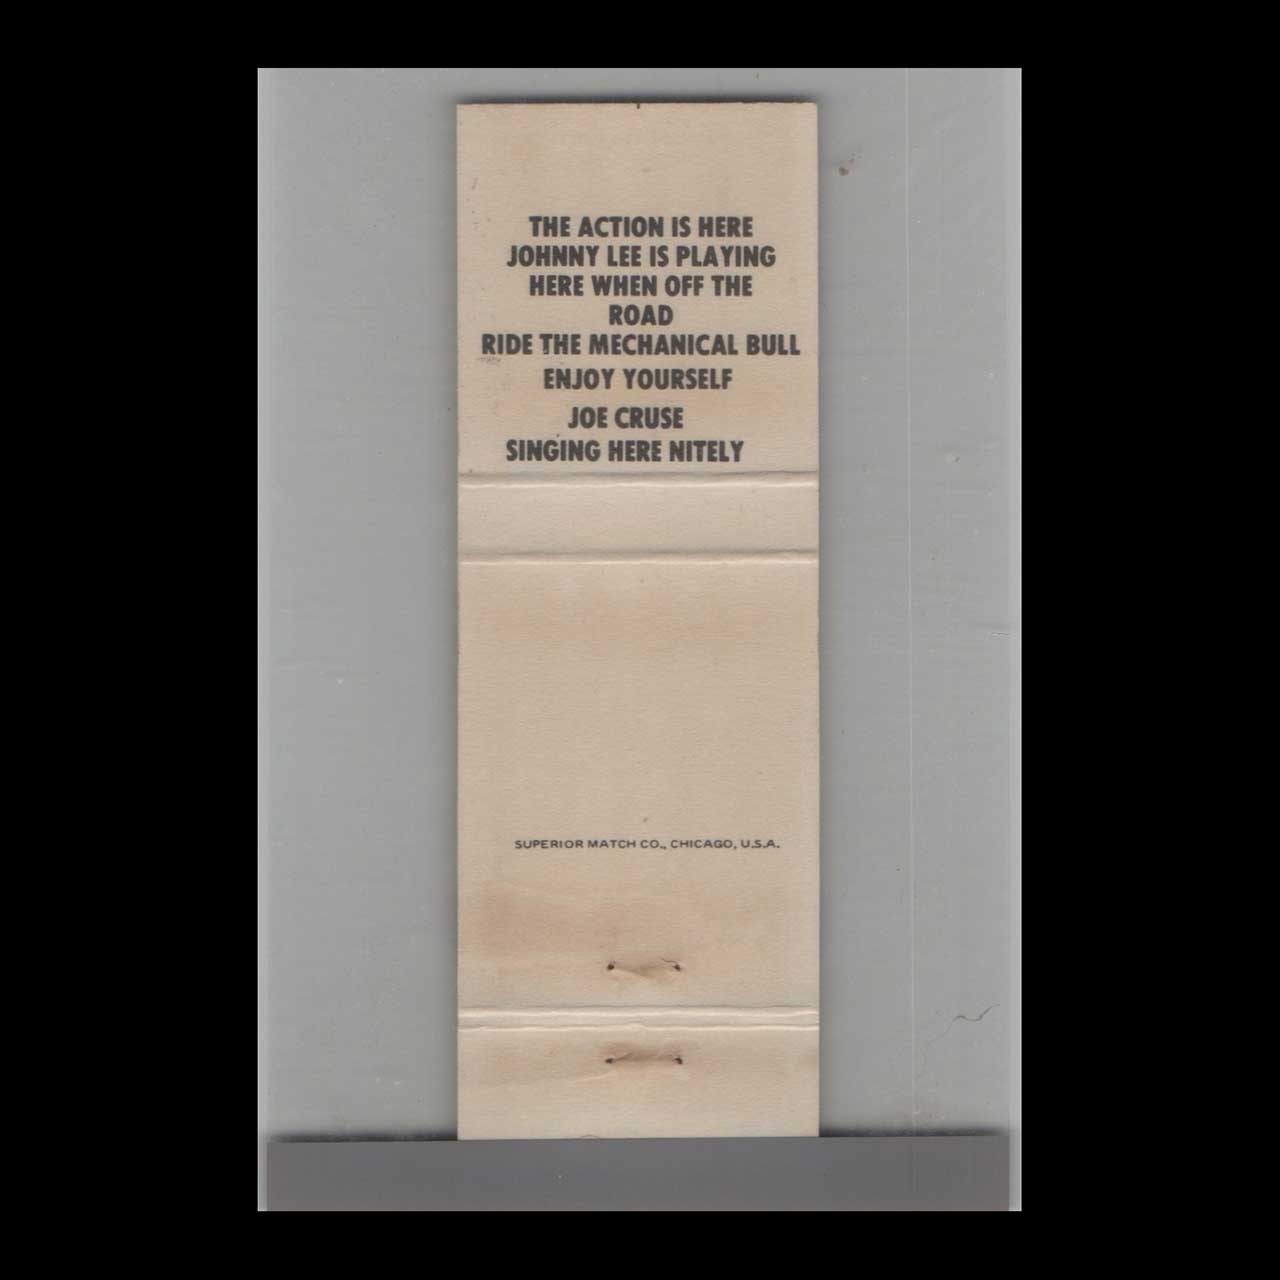 THE ACTION IS HERE
JOHNNY LEE IS PLAYING
HERE WHEN OFF THE
ROAD
RIDE THE MECHANICAL BULL
ENJOY YOURSELF
JOE CRUSE
SINGING HERE NITELY
SUPERIOR MATCH CO., CHICAGO, U.S.A.